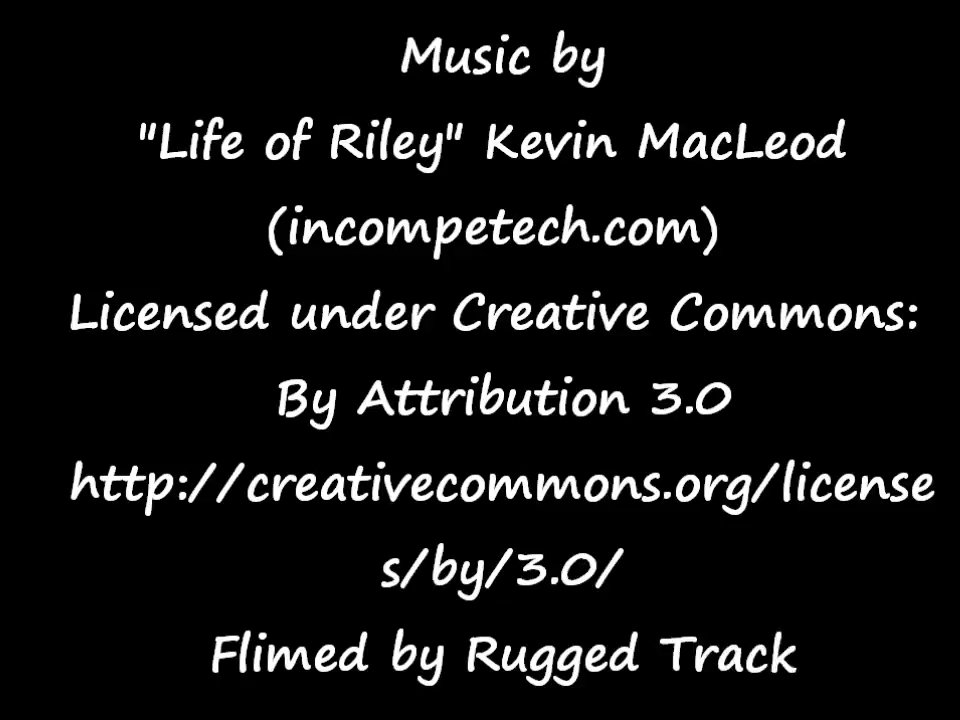 Music by
"Life of Riley" Kevin MacLeod
(incompetech.com)
Licensed under Creative Commons:
By Attribution 3.0
http://creativecommons.org/license
s/by/3.0/
Flimed by Rugged Track